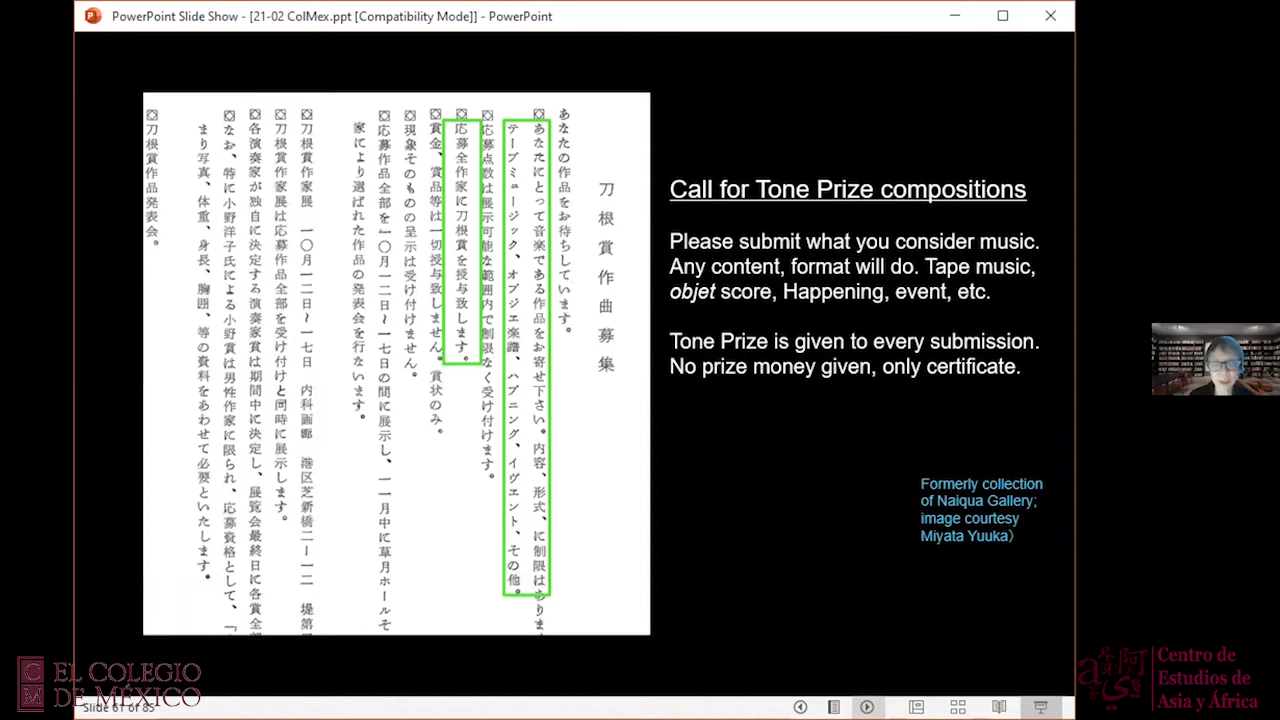 PowerPoint Slide Show - [21-02 ColMex.ppt [Compatibility Mode]] - PowerPoint
刀根賞作曲募集
あなたの作品をお待ちしています。
あなたにとって音楽である作品をお寄せ下さい。内容、形式、に制限はありま
テープミュージック、オブジエ楽譜、ハプニング、イヴエント、その他。
応募点数は展示可能な範囲内で制限なく受け付けます。
応募全作家に刀根賞を授与致します。
賞金、賞品等は一切授与致しません。賞状のみ。
現象そのものの呈示は受け付けません。
応募作品全部を一〇月一二日〜一七日の間に展示し、一一月中に草月ホールそ
家により選ばれた作品の発表会を行ないます。
刀根賞作家展 一〇月一二日〜一七日 内科画廊 港区芝新橋二ー一二 堤第
刀根賞作家展は応募作品全部を受け付けと同時に展示します。
各演奏家が独自に決定する演奏家賞は期間中に決定し、展覧会最終日に各賞全
なお、特に小野洋子氏による小野賞は男性作家に限られ、応募資格として、「
まり写真、体重、身長、胸囲、等の資料をあわせて必要といたします。
刀根賞作品発表会。
Call for Tone Prize compositions
Please submit what you consider music.
Any content, format will do. Tape music,
objet score, Happening, event, etc.
Tone Prize is given to every submission.
No prize money given, only certificate.
Formerly collection
of Naiqua Gallery;
image courtesy
Miyata Yuuka）
CM
EL COLEGIO
DE MÉXICO
Slide 61 of 85
Centro de
Estudios de
Asia y África